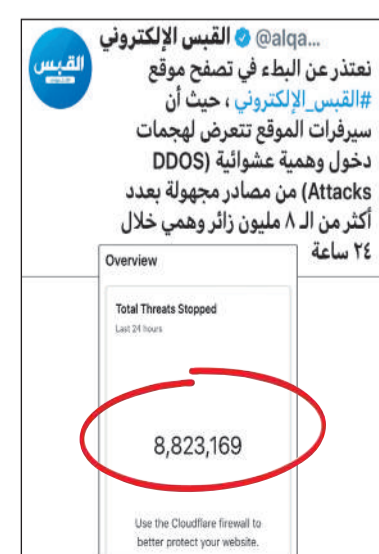 القبس
القبس الإلكتروني @alqa...
نعتذر عن البطء في تصفح موقع
#القبس_الإلكتروني ، حيث أن
سيرفرات الموقع تتعرض لهجمات
دخول وهمية عشوائية (DDOS
Attacks) من مصادر مجهولة بعدد
أكثر من الـ ٨ مليون زائر وهمي خلال
٢٤ ساعة
Overview
Total Threats Stopped
Last 24 hours
8,823,169
Use the Cloudflare firewall to
better protect your website.